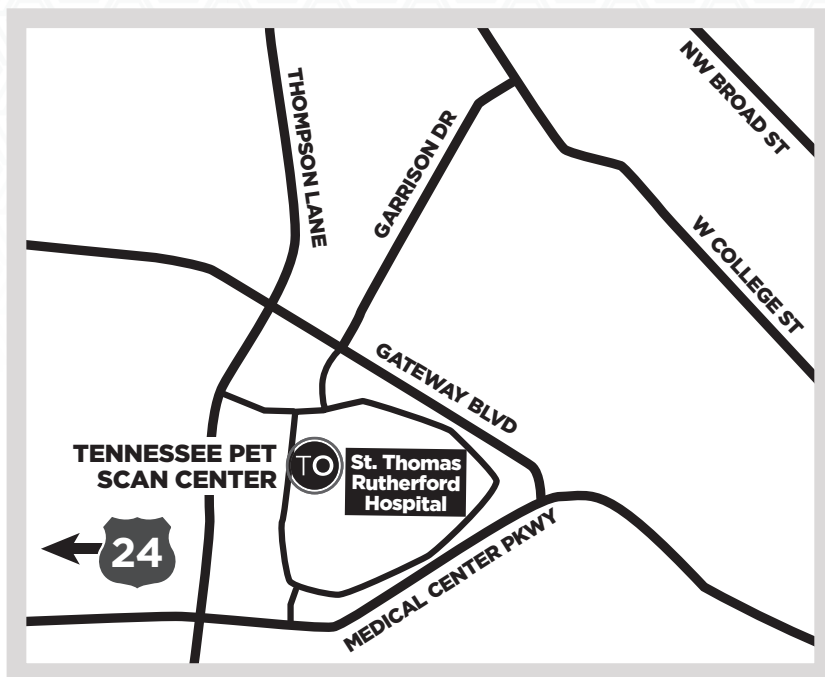 NW BROAD ST
THOMPSON LANE
GARRISON DR
W COLLEGE ST
GATEWAY BLVD
TENNESSEE PET
SCAN CENTER
TO
St. Thomas
Rutherford
Hospital
24
MEDICAL CENTER PKWY